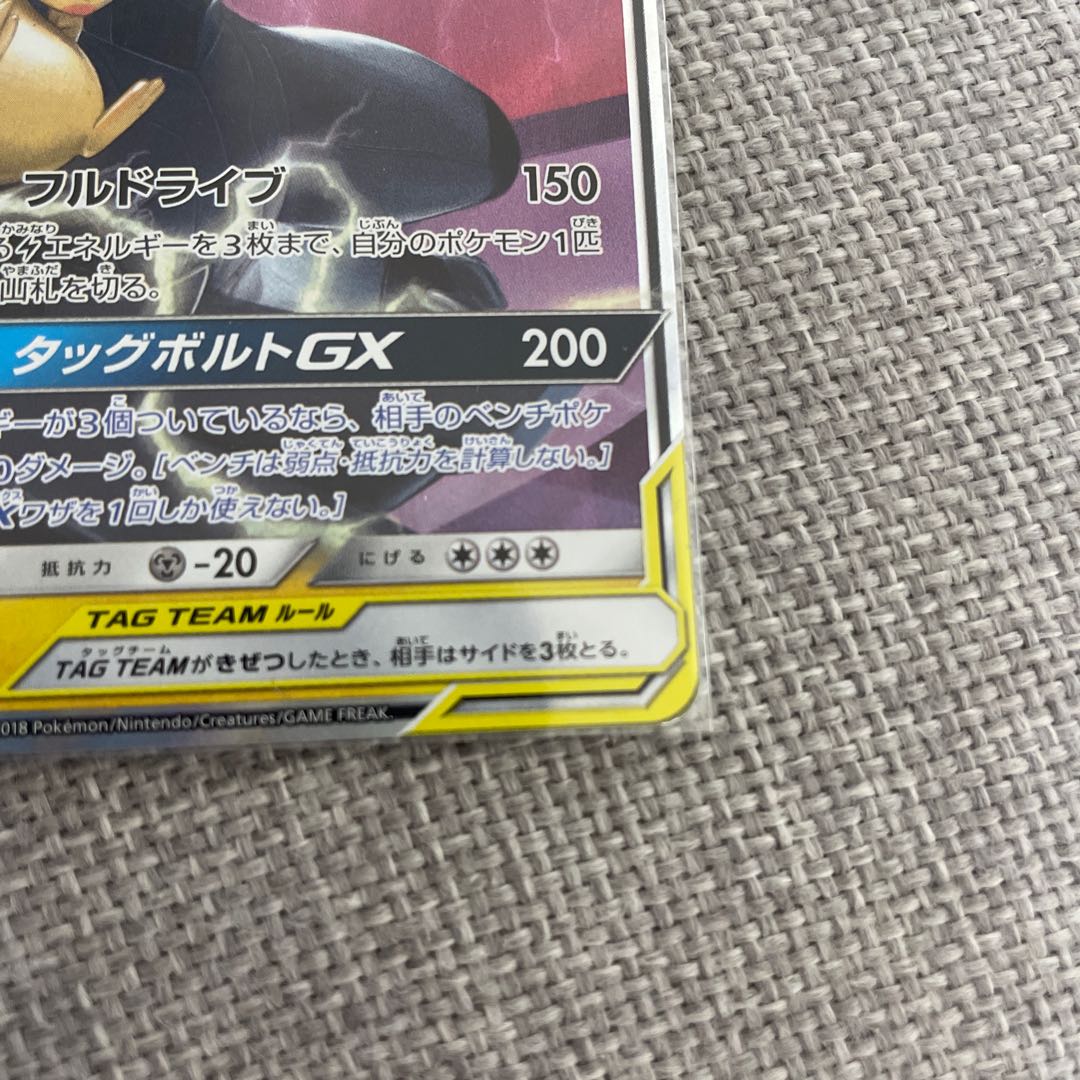 フルドライブ 150
るエネルギーを3枚まで、自分のポケモン1匹
山札を切る。
タッグボルトGX 200
ギーが3個ついているなら、相手のベンチポケ
0ダメージ。[ベンチは弱点・抵抗力を計算しない。]
Xワザを1回しか使えない。]
抵抗力 -20 にげる
TAG TEAM ルール
TAG TEAMがきぜつしたとき、相手はサイドを3枚とる。
018 Pokémon/Nintendo/Creatures/GAME FREAK.